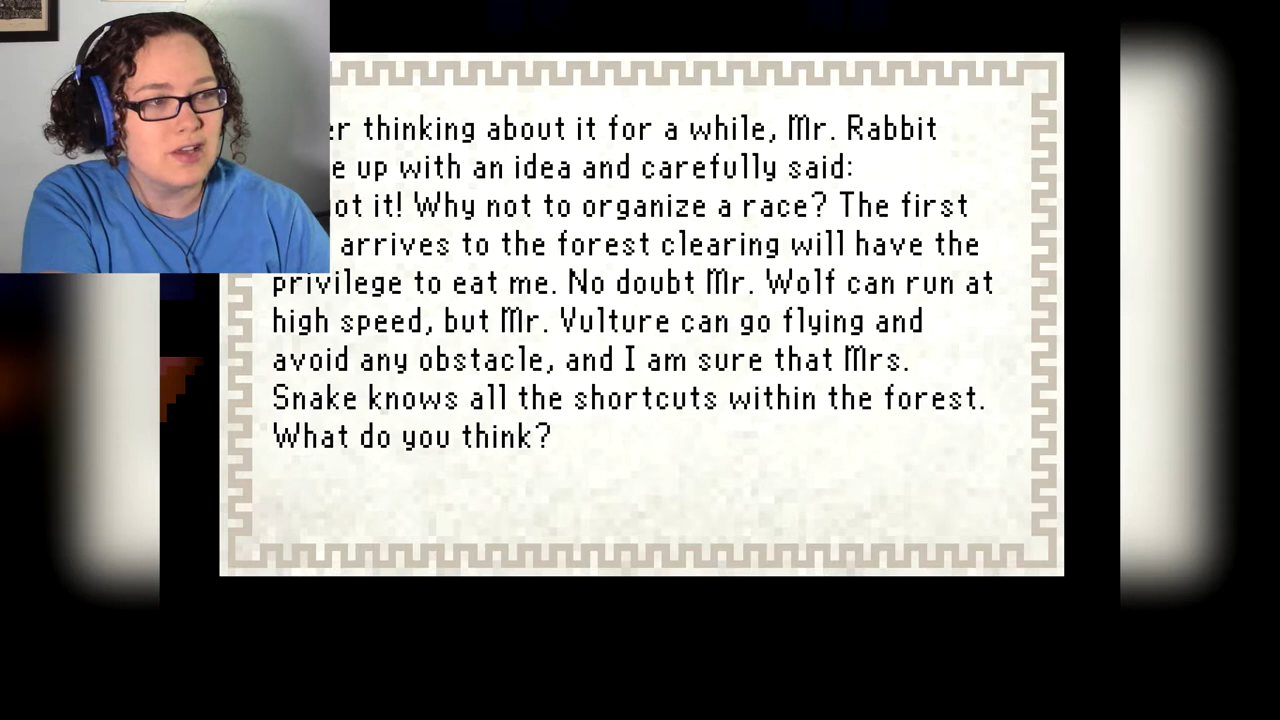 thinking about it for a while, Mr. Rabbit
up with an idea and carefully said:
it! Why not to organize a race? The first
arrives to the forest clearing will have the
privilege to eat me. No doubt Mr. Wolf can run at
high speed, but Mr. Vulture can go flying and
avoid any obstacle, and I am sure that Mrs.
Snake knows all the shortcuts within the forest.
What do you think?